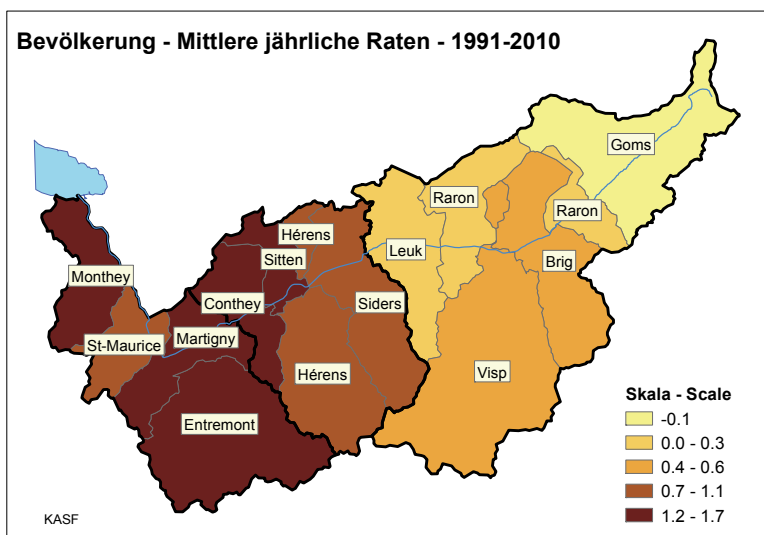 Bevölkerung - Mittlere jährliche Raten - 1991-2010
Goms
Raron
Raron
Hérens
Leuk
Sitten
Brig
Monthey
Conthey
Siders
Martigny
St-Maurice
Hérens
Visp
Entremont
Skala - Scale
-0.1
0.0 - 0.3
0.4 - 0.6
0.7 - 1.1
1.2 - 1.7
KASF